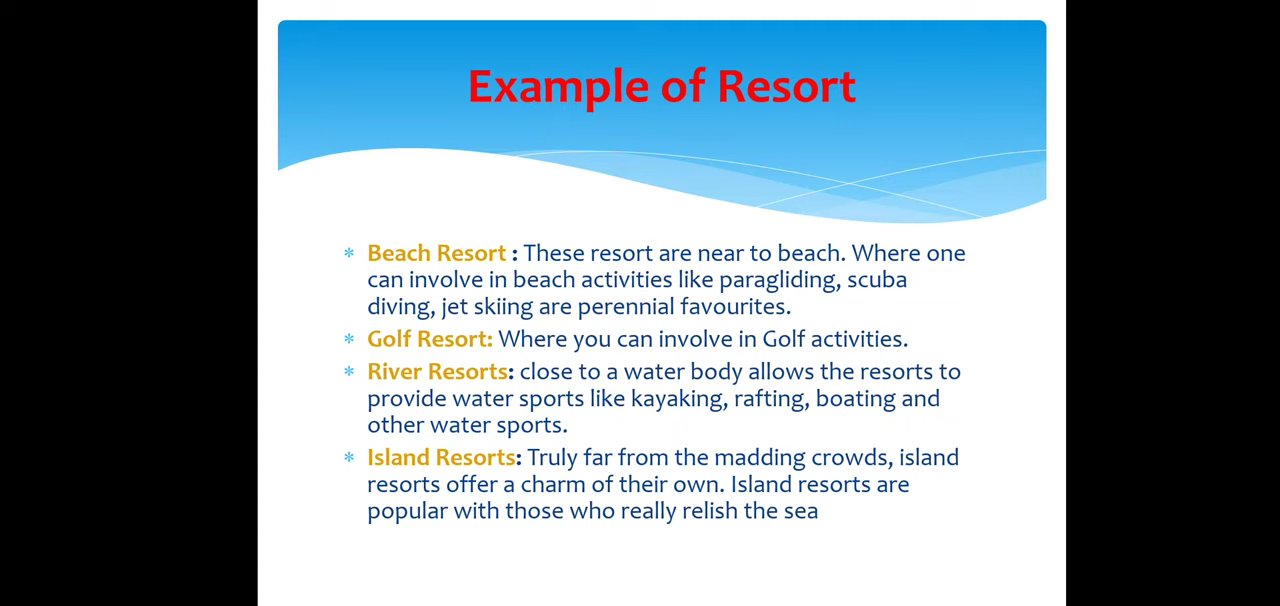 Example of Resort
* Beach Resort : These resort are near to beach. Where one
can involve in beach activities like paragliding, scuba
diving, jet skiing are perennial favourites.
* Golf Resort: Where you can involve in Golf activities.
* River Resorts: close to a water body allows the resorts to
provide water sports like kayaking, rafting, boating and
other water sports.
* Island Resorts: Truly far from the madding crowds, island
resorts offer a charm of their own. Island resorts are
popular with those who really relish the sea